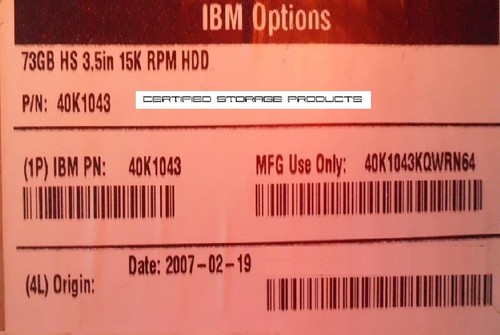 IBM Options
73GB HS 3.5in 15K RPM HDD
P/N: 40K1043
CERTIFIED STORAGE PRODUCTS
(1P) IBM PN: 40K1043
MFG Use Only: 40K1043KQWRN64
Date: 2007-02-19
(4L) Origin: